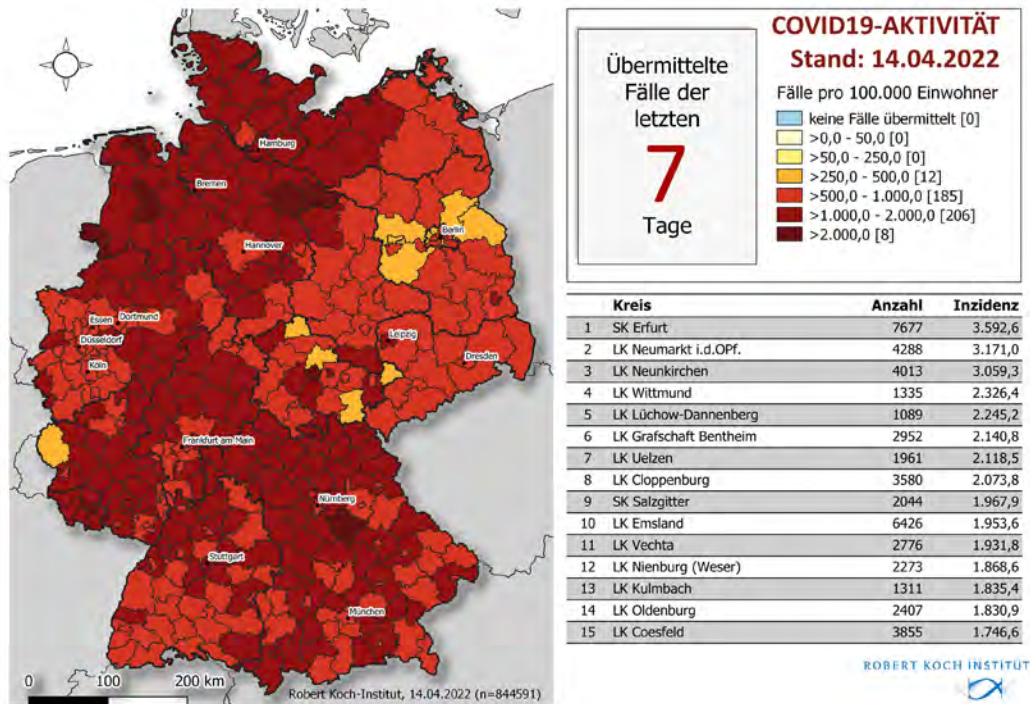 COVID19-AKTIVITÄT
Stand: 14.04.2022
Übermittelte
Fälle der
letzten
7
Tage
Fälle pro 100.000 Einwohner
keine Fälle übermittelt [0]
>0,0 - 50,0 [0]
>50,0 - 250,0 [0]
>250,0 - 500,0 [12]
>500,0 - 1.000,0 [185]
>1.000,0 - 2.000,0 [206]
>2.000,0 [8]
Hamburg
Bremen
Berlin
Hannover
Essen
Dortmund
Düsseldorf
Köln
Leipzig
Dresden
Frankfurt am Main
Nürnberg
Stuttgart
München
0 100 200 km
Robert Koch-Institut, 14.04.2022 (n=844591)
Kreis Anzahl Inzidenz
1 SK Erfurt 7677 3.592,6
2 LK Neumarkt i.d.OPf. 4288 3.171,0
3 LK Neunkirchen 4013 3.059,3
4 LK Wittmund 1335 2.326,4
5 LK Lüchow-Dannenberg 1089 2.245,2
6 LK Grafschaft Bentheim 2952 2.140,8
7 LK Uelzen 1961 2.118,5
8 LK Cloppenburg 3580 2.073,8
9 SK Salzgitter 2044 1.967,9
10 LK Emsland 6426 1.953,6
11 LK Vechta 2776 1.931,8
12 LK Nienburg (Weser) 2273 1.868,6
13 LK Kulmbach 1311 1.835,4
14 LK Oldenburg 2407 1.830,9
15 LK Coesfeld 3855 1.746,6
ROBERT KOCH INSTITUT